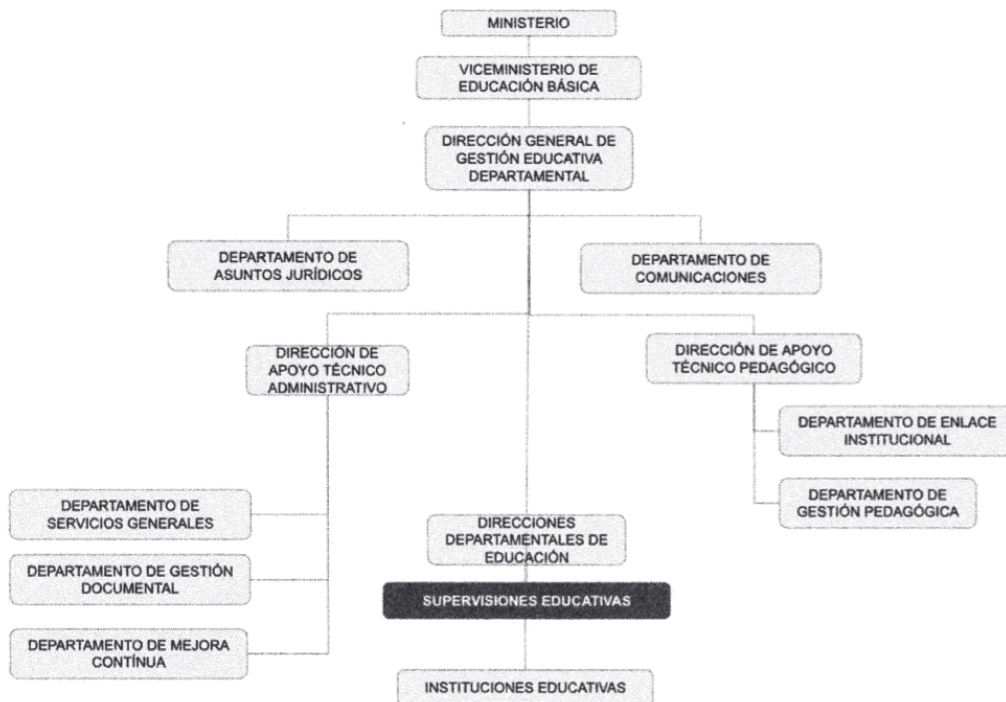 MINISTERIO
VICEMINISTERIO DE
EDUCACIÓN BÁSICA
DIRECCIÓN GENERAL DE
GESTIÓN EDUCATIVA
DEPARTAMENTAL
DEPARTAMENTO DE
ASUNTOS JURÍDICOS
DEPARTAMENTO DE
COMUNICACIONES
DIRECCIÓN DE
APOYO TÉCNICO
ADMINISTRATIVO
DIRECCIÓN DE APOYO
TÉCNICO PEDAGÓGICO
DEPARTAMENTO DE ENLACE
INSTITUCIONAL
DEPARTAMENTO DE
GESTIÓN PEDAGÓGICA
DEPARTAMENTO DE
SERVICIOS GENERALES
DEPARTAMENTO DE GESTIÓN
DOCUMENTAL
DEPARTAMENTO DE MEJORA
CONTÍNUA
DIRECCIONES
DEPARTAMENTALES DE
EDUCACIÓN
SUPERVISIONES EDUCATIVAS
INSTITUCIONES EDUCATIVAS